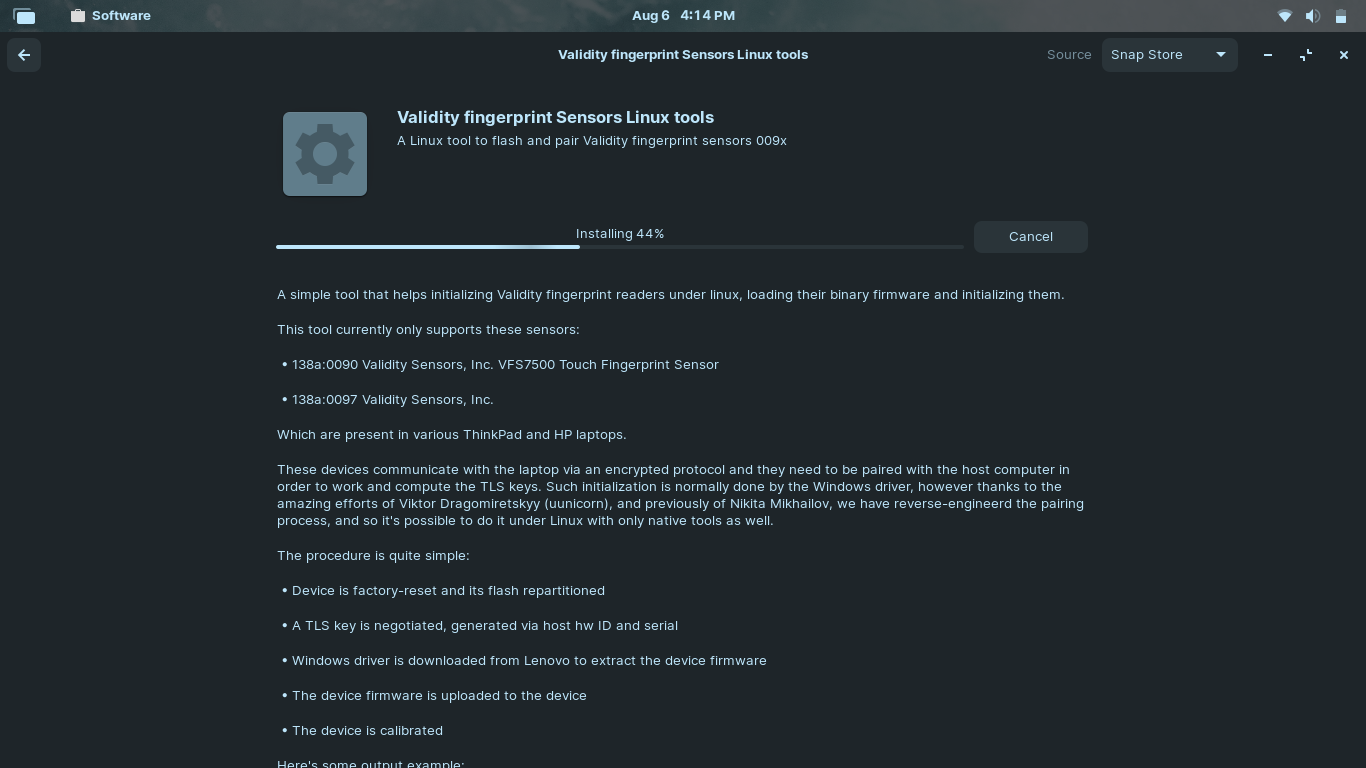 Software
Aug 6 4:14 PM
Validity fingerprint Sensors Linux tools
Source
Snap Store
Validity fingerprint Sensors Linux tools
A Linux tool to flash and pair Validity fingerprint sensors 009x
Installing 44%
Cancel
A simple tool that helps initializing Validity fingerprint readers under linux, loading their binary firmware and initializing them.
This tool currently only supports these sensors:
• 138a:0090 Validity Sensors, Inc. VFS7500 Touch Fingerprint Sensor
• 138a:0097 Validity Sensors, Inc.
Which are present in various ThinkPad and HP laptops.
These devices communicate with the laptop via an encrypted protocol and they need to be paired with the host computer in
order to work and compute the TLS keys. Such initialization is normally done by the Windows driver, however thanks to the
amazing efforts of Viktor Dragomiretskyy (uunicorn), and previously of Nikita Mikhailov, we have reverse-engineerd the pairing
process, and so it's possible to do it under Linux with only native tools as well.
The procedure is quite simple:
• Device is factory-reset and its flash repartitioned
• A TLS key is negotiated, generated via host hw ID and serial
• Windows driver is downloaded from Lenovo to extract the device firmware
• The device firmware is uploaded to the device
• The device is calibrated
Here's some output example: